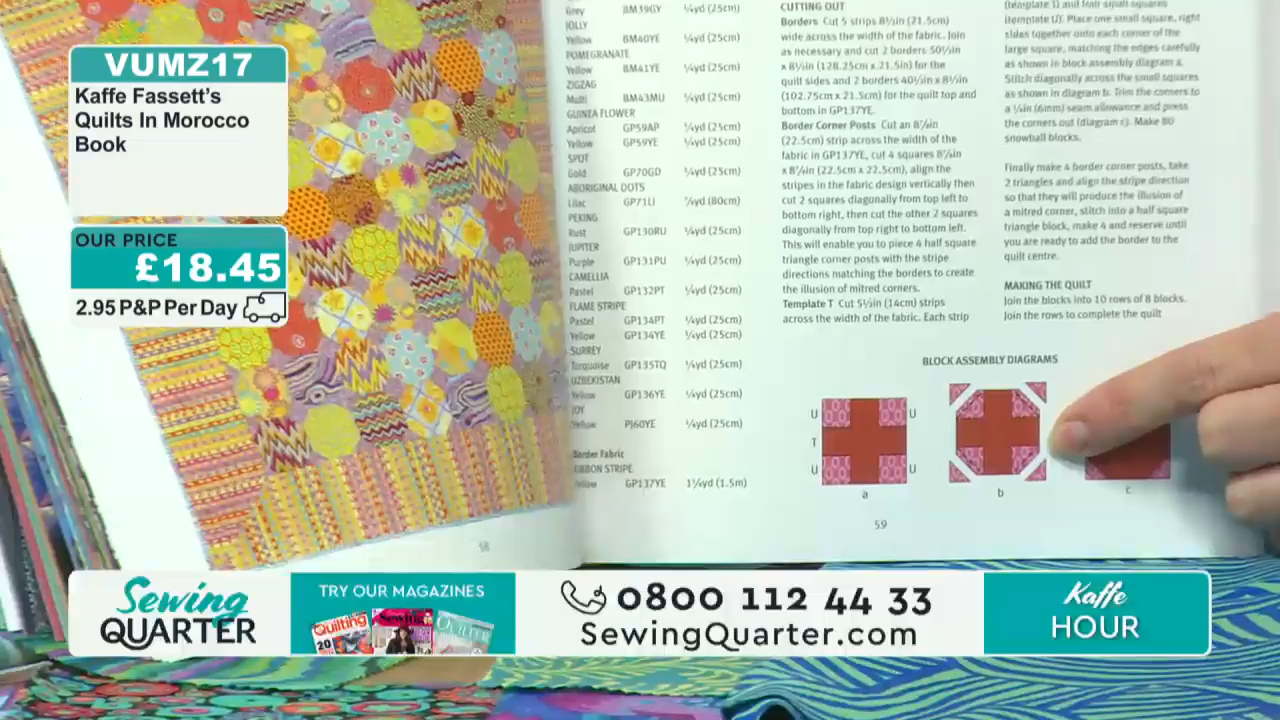 VUMZ17
Kaffe Fassett's
Quilts In Morocco
Book
OUR PRICE
£18.45
2.95 P&P Per Day
Grey BM39GY ¼yd (25cm)
JOLLY
Yellow BM40YE ¼yd (25cm)
POMEGRANATE
Yellow BM41YE ¼yd (25cm)
ZIGZAG
Multi BM43MU ¼yd (25cm)
GUINEA FLOWER
Apricot GP59AP ¼yd (25cm)
Yellow GP59YE ¼yd (25cm)
SPOT
Gold GP70GD ¼yd (25cm)
ABORIGINAL DOTS
Lilac GP71LI ⅞yd (80cm)
PEKING
Rust GP130RU ¼yd (25cm)
JUPITER
Purple GP131PU ¼yd (25cm)
CAMELLIA
Pastel GP132PT ¼yd (25cm)
FLAME STRIPE
Pastel GP134PT ¼yd (25cm)
Yellow GP134YE ¼yd (25cm)
SURREY
Turquoise GP135TQ ¼yd (25cm)
UZBEKISTAN
Yellow GP136YE ¼yd (25cm)
JOY
Yellow PJ60YE ¼yd (25cm)
Border Fabric
RIBBON STRIPE
Yellow GP137YE (1.5m)
58
CUTTING OUT
Borders Cut 5 strips 8½in (21.5cm)
wide across the width of the fabric. Join
as necessary and cut 2 borders 50½in
x 8½in (128.25cm x 21.5in) for the
quilt sides and 2 borders 40½in x 8½in
(102.75cm x 21.5cm) for the quilt top and
bottom in GP137YE.
Border Corner Posts Cut an 8⅞in
(22.5cm) strip across the width of the
fabric in GP137YE, cut 4 squares 8⅞in
x 8⅞in (22.5cm x 22.5cm), align the
stripes in the fabric design vertically then
cut 2 squares diagonally from top left to
bottom right, then cut the other 2 squares
diagonally from top right to bottom left.
This will enable you to piece 4 half square
triangle corner posts with the stripe
directions matching the borders to create
the illusion of mitred corners.
Template T Cut 5½in (14cm) strips
across the width of the fabric. Each strip
(template T) and four small squares
(template U). Place one small square, right
sides together onto each corner of the
large square, matching the edges carefully
as shown in block assembly diagram a.
Stitch diagonally across the small squares
as shown in diagram b. Trim the corners to
a ¼in (6mm) seam allowance and press
the corners out (diagram c). Make 80
snowball blocks.
Finally make 4 border corner posts, take
2 triangles and align the stripe direction
so that they will produce the illusion of
a mitred corner, stitch into a half square
triangle block, make 4 and reserve until
you are ready to add the border to the
quilt centre.
MAKING THE QUILT
Join the blocks into 10 rows of 8 blocks.
Join the rows to complete the quilt
BLOCK ASSEMBLY DIAGRAMS
U U
T
U U
a b c
59
Sewing
QUARTER
TRY OUR MAGAZINES
Quilting
20
Sewing
QUILTER
0800 112 44 33
SewingQuarter.com
Kaffe
HOUR